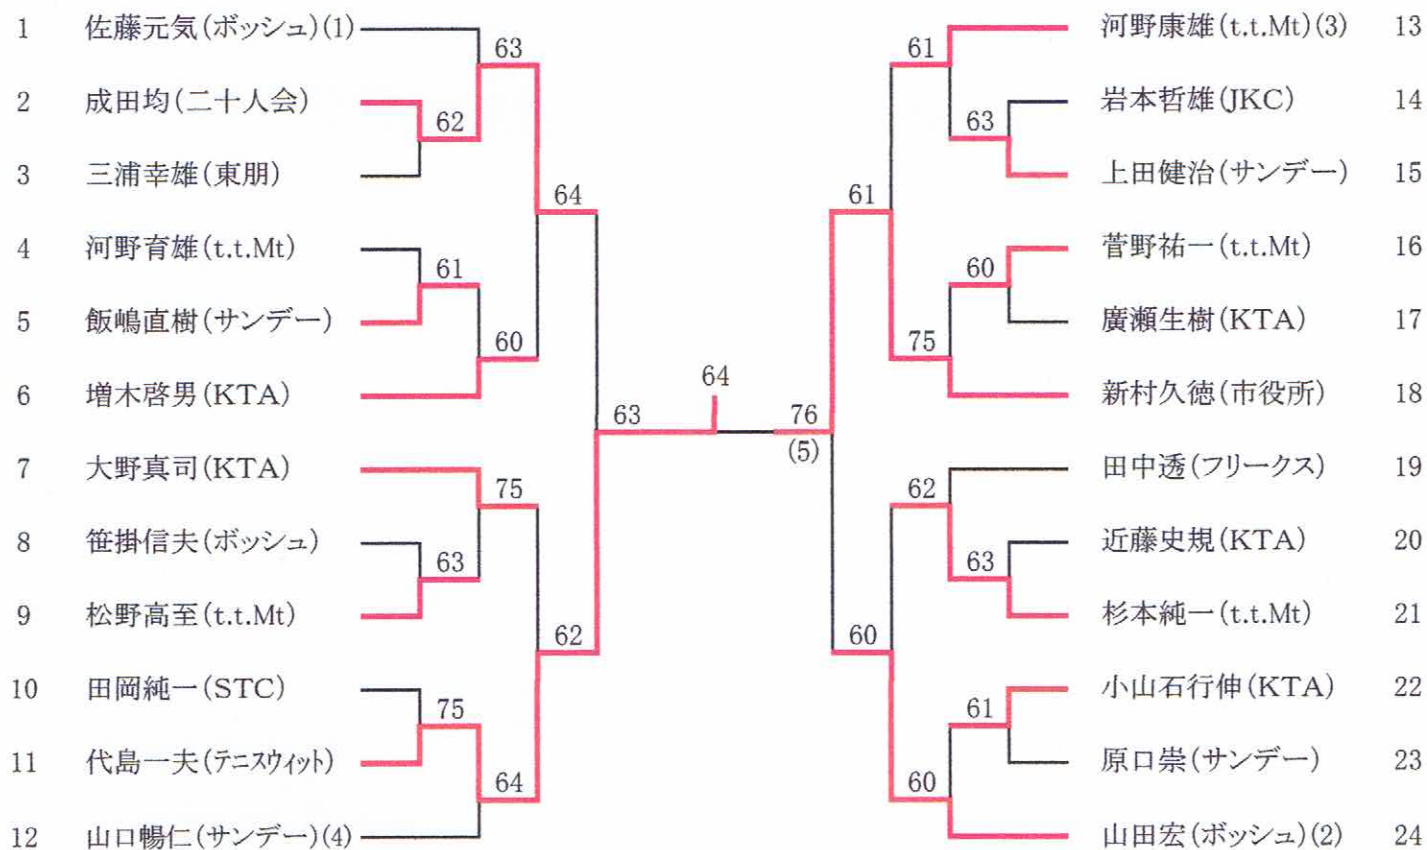 1 佐藤元気(ボッシュ)(1)
2 成田均(二十人会)
3 三浦幸雄(東朋)
4 河野育雄(t.t.Mt)
5 飯嶋直樹(サンデー)
6 増木啓男(KTA)
7 大野真司(KTA)
8 笹掛信夫(ボッシュ)
9 松野高至(t.t.Mt)
10 田岡純一(STC)
11 代島一夫(テニスウィット)
12 山口暢仁(サンデー)(4)
63
62
64
61
60
75
63
62
75
64
63
64
76
(5)
61
61
63
60
75
62
63
60
61
60
河野康雄(t.t.Mt)(3) 13
岩本哲雄(JKC) 14
上田健治(サンデー) 15
菅野祐一(t.t.Mt) 16
廣瀬生樹(KTA) 17
新村久徳(市役所) 18
田中透(フリークス) 19
近藤史規(KTA) 20
杉本純一(t.t.Mt) 21
小山石行伸(KTA) 22
原口崇(サンデー) 23
山田宏(ボッシュ)(2) 24